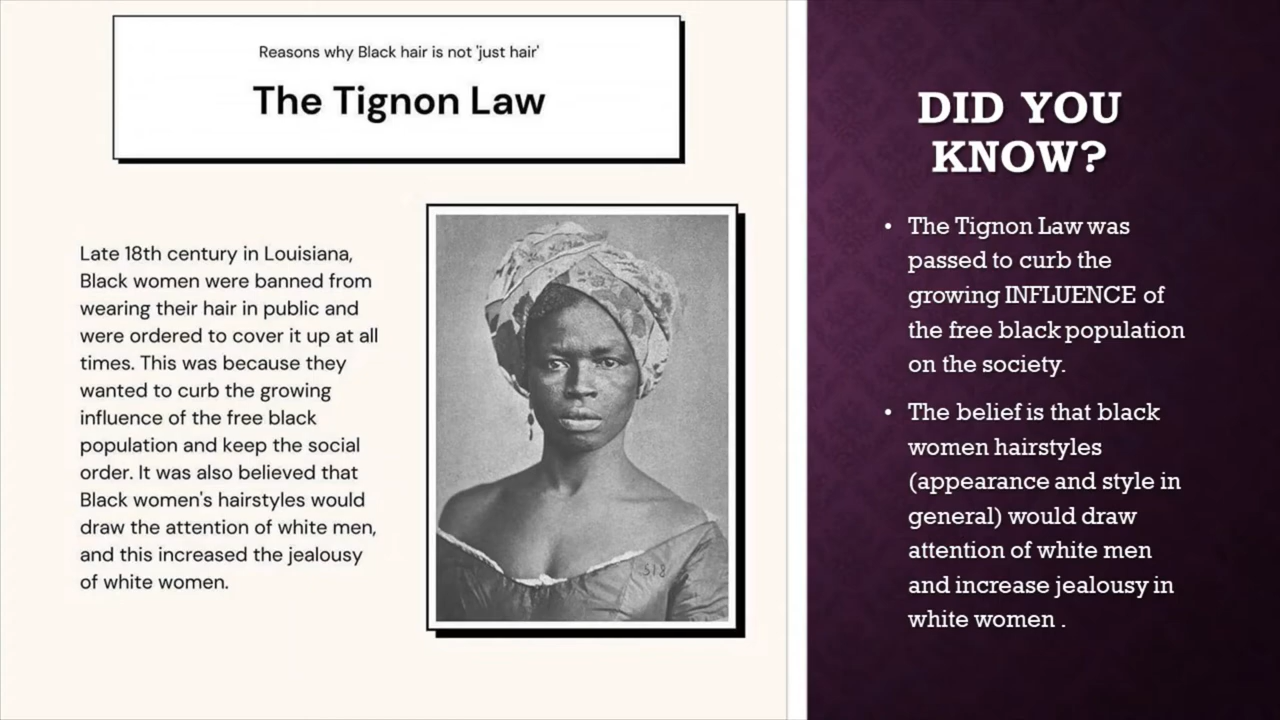 Reasons why Black hair is not 'just hair'
The Tignon Law
Late 18th century in Louisiana,
Black women were banned from
wearing their hair in public and
were ordered to cover it up at all
times. This was because they
wanted to curb the growing
influence of the free black
population and keep the social
order. It was also believed that
Black women's hairstyles would
draw the attention of white men,
and this increased the jealousy
of white women.
518
DID YOU
KNOW?
• The Tignon Law was
passed to curb the
growing INFLUENCE of
the free black population
on the society.
• The belief is that black
women hairstyles
(appearance and style in
general) would draw
attention of white men
and increase jealousy in
white women .